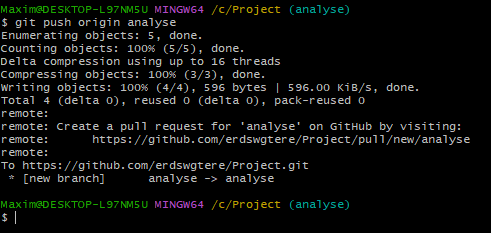 Maxim@DESKTOP-L97NM5U MINGW64 /c/Project (analyse)
$ git push origin analyse
Enumerating objects: 5, done.
Counting objects: 100% (5/5), done.
Delta compression using up to 16 threads
Compressing objects: 100% (3/3), done.
Writing objects: 100% (4/4), 596 bytes | 596.00 KiB/s, done.
Total 4 (delta 0), reused 0 (delta 0), pack-reused 0
remote:
remote: Create a pull request for 'analyse' on GitHub by visiting:
remote:      https://github.com/erdswgtere/Project/pull/new/analyse
remote:
To https://github.com/erdswgtere/Project.git
 * [new branch]      analyse -> analyse
Maxim@DESKTOP-L97NM5U MINGW64 /c/Project (analyse)
$